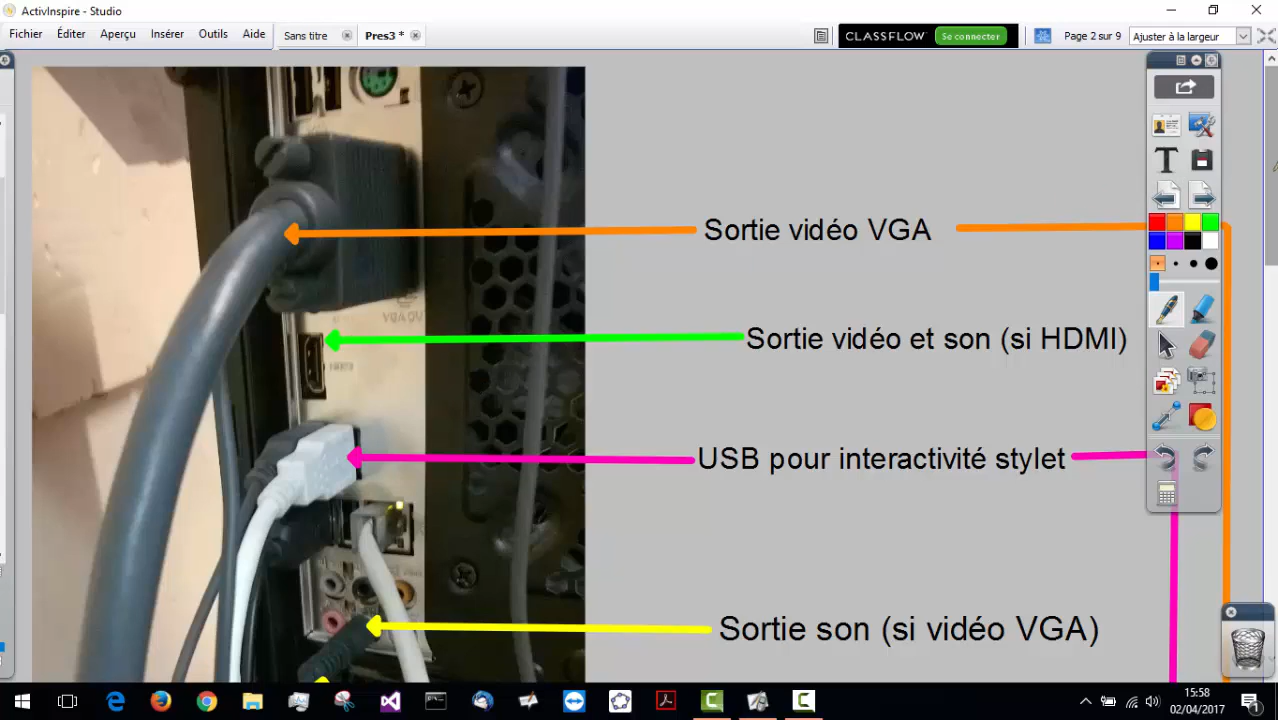 ActivInspire - Studio
Fichier Éditer Aperçu Insérer Outils Aide
Sans titre
Pres3 *
CLASSFLOW
Se connecter
Page 2 sur 9
Ajuster à la largeur
Sortie vidéo VGA
Sortie vidéo et son (si HDMI)
USB pour interactivité stylet
Sortie son (si vidéo VGA)
T
15:58
02/04/2017
1